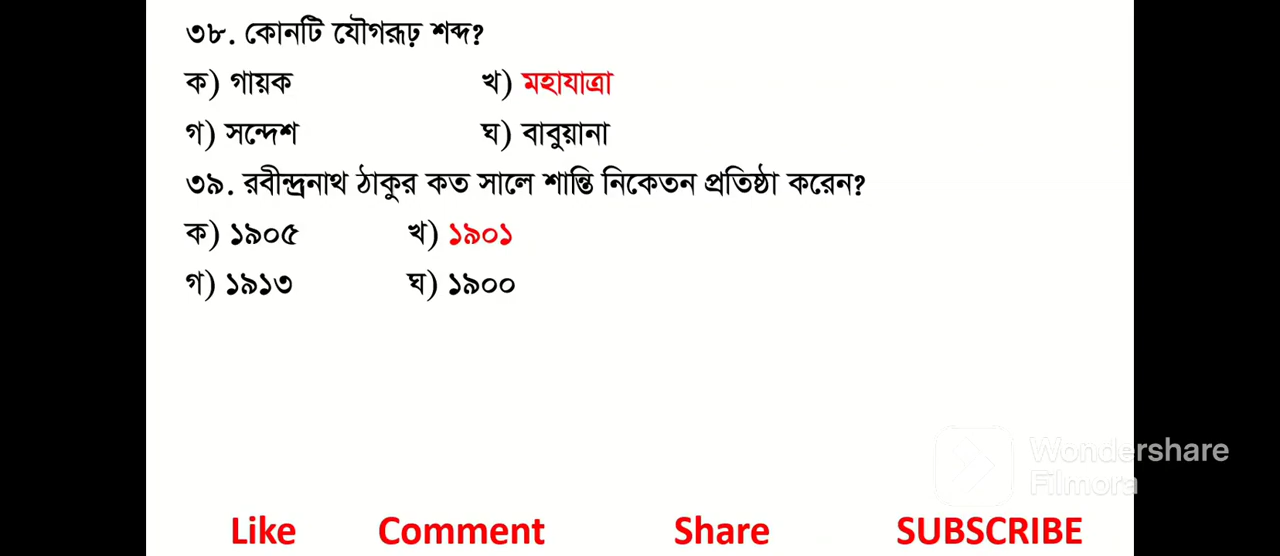 ৩৮. কোনটি যৌগরূঢ় শব্দ?
ক) গায়ক খ) মহাযাত্রা
গ) সন্দেশ ঘ) বাবুয়ানা
৩৯. রবীন্দ্রনাথ ঠাকুর কত সালে শান্তি নিকেতন প্রতিষ্ঠা করেন?
ক) ১৯০৫ খ) ১৯০১
গ) ১৯১৩ ঘ) ১৯০০
Wondershare
Filmora
Like Comment Share SUBSCRIBE